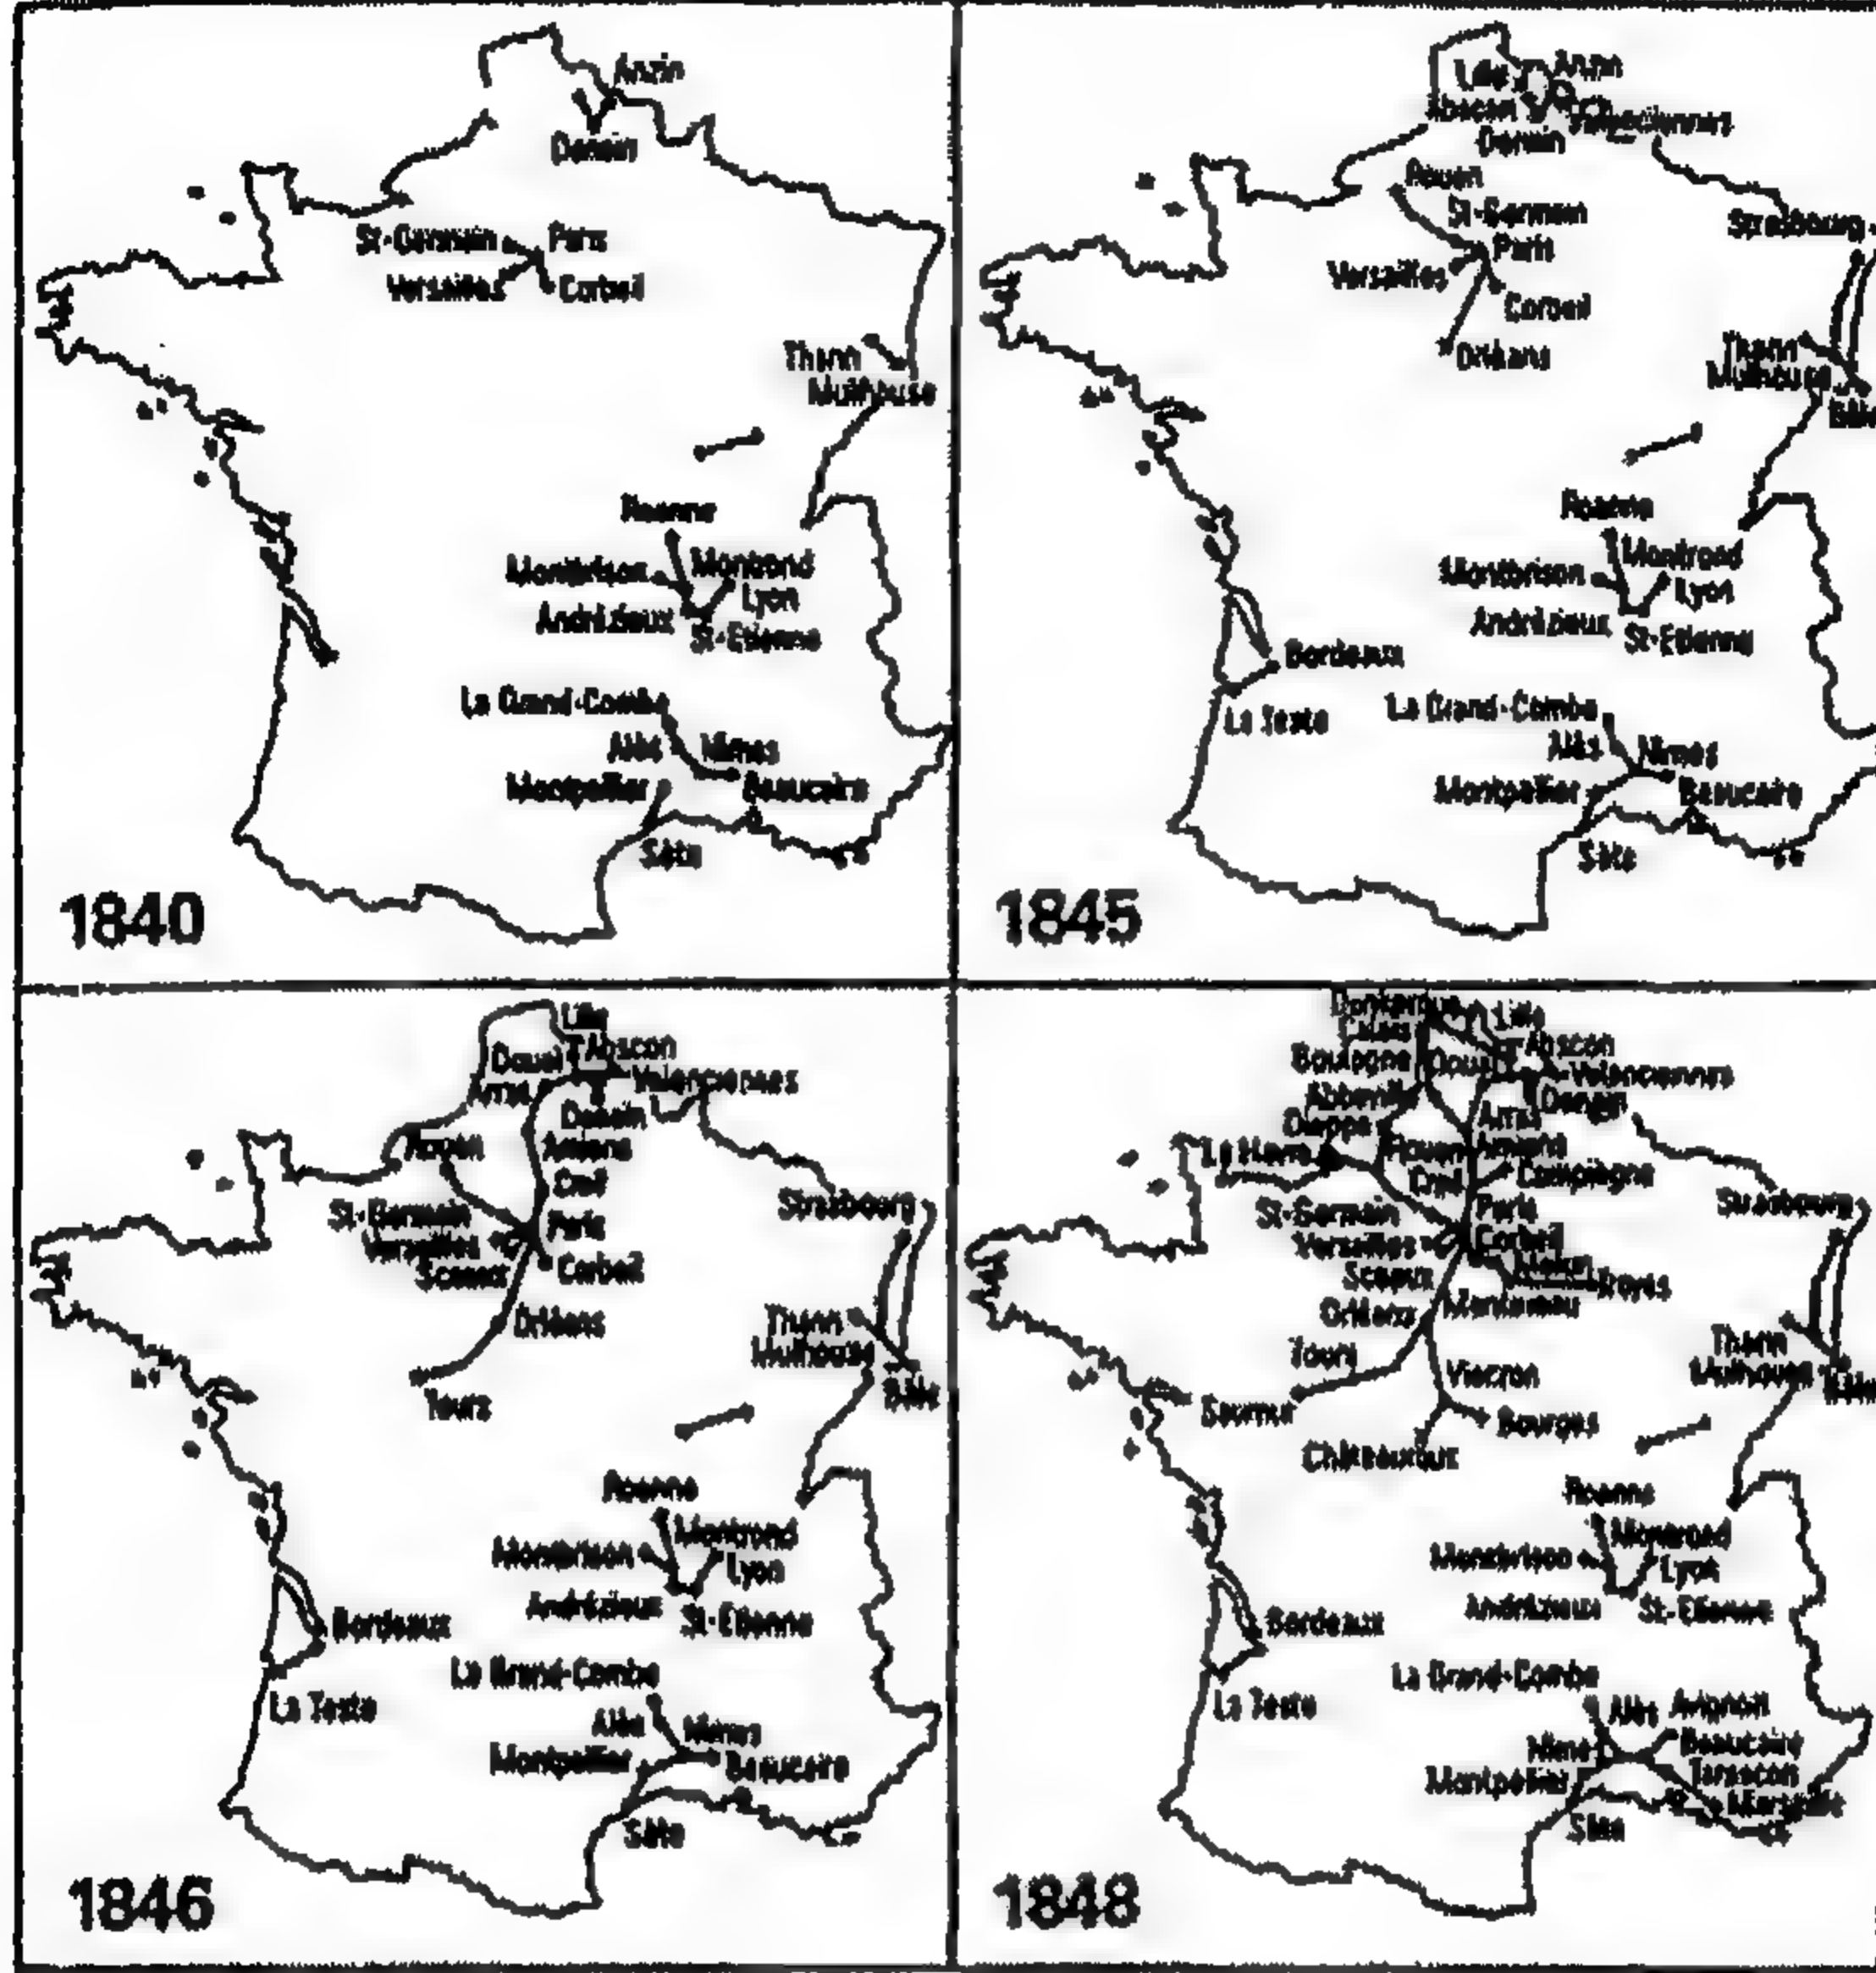 Anzin
Denain
St-Germain
Paris
Versailles
Corbeil
Thann
Mulhouse
Roanne
Montbrison
Montrond
Lyon
Andrézieux
St-Etienne
La Grand-Combe
Alès
Nîmes
Montpellier
Beaucaire
Sète
1840
Lille
Anzin
Abscon
Denain
Rouen
St-Germain
Strasbourg
Paris
Versailles
Corbeil
Orléans
Thann
Mulhouse
Roanne
Montrond
Montbrison
Lyon
Andrézieux
St-Etienne
Bordeaux
La Teste
La Grand-Combe
Alès
Nîmes
Montpellier
Beaucaire
Sète
1845
Lille
Douai
Abscon
Valenciennes
Arras
Denain
Rouen
Amiens
Creil
Strasbourg
St-Germain
Paris
Versailles
Sceaux
Corbeil
Orléans
Thann
Mulhouse
Bâle
Tours
Roanne
Montrond
Montbrison
Lyon
Andrézieux
St-Etienne
Bordeaux
La Teste
La Grand-Combe
Alès
Nîmes
Montpellier
Beaucaire
Sète
1846
Lille
Boulogne
Douai
Abscon
Valenciennes
Abbeville
Denain
Arras
Dieppe
Le Havre
Rouen
Amiens
Creil
Compiègne
Strasbourg
St-Germain
Paris
Versailles
Corbeil
Sceaux
Orléans
Montereau
Thann
Mulhouse
Tours
Vierzon
Saumur
Bourges
Châteauroux
Roanne
Montrond
Montbrison
Lyon
Andrézieux
St-Etienne
Bordeaux
La Teste
La Grand-Combe
Alès
Avignon
Beaucaire
Montpellier
Tarascon
Marseille
Sète
1848